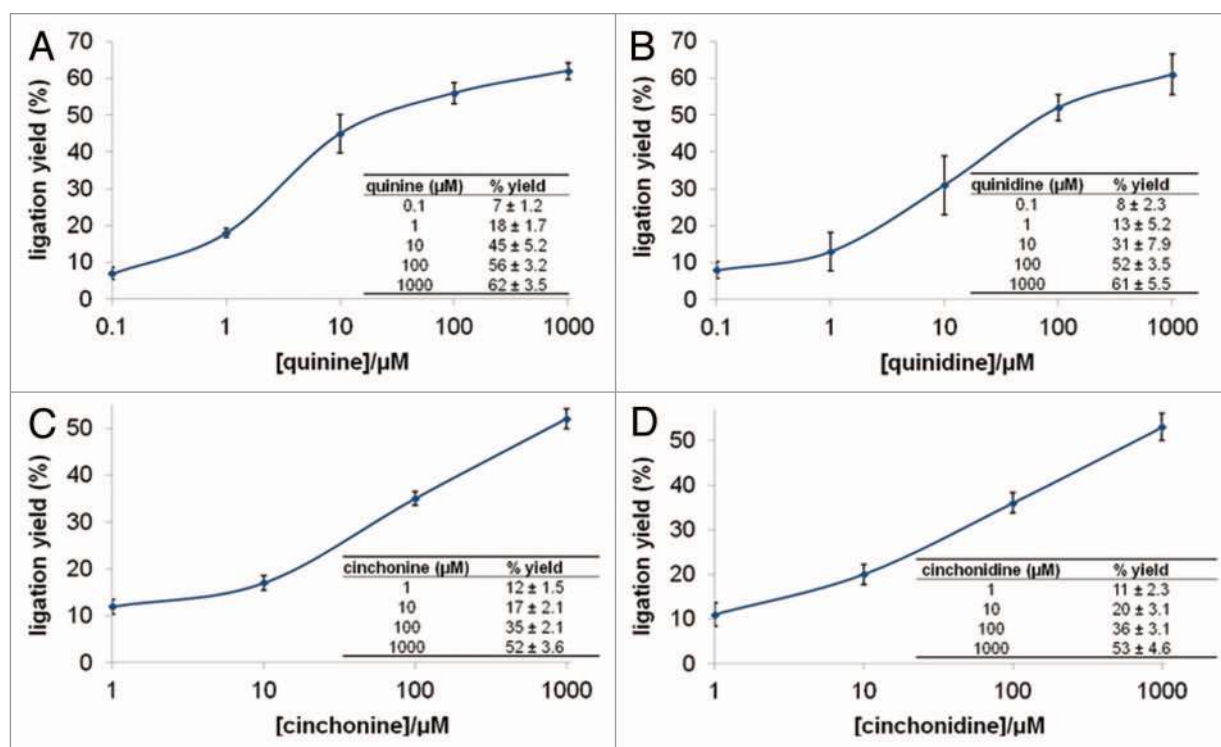 A
ligation yield (%)
70
60
50
40
30
20
10
0
quinine (µM) % yield
0.1 7 ± 1.2
1 18 ± 1.7
10 45 ± 5.2
100 56 ± 3.2
1000 62 ± 3.5
0.1 1 10 100 1000
[quinine]/µM
B
ligation yield (%)
70
60
50
40
30
20
10
0
quinidine (µM) % yield
0.1 8 ± 2.3
1 13 ± 5.2
10 31 ± 7.9
100 52 ± 3.5
1000 61 ± 5.5
0.1 1 10 100 1000
[quinidine]/µM
C
ligation yield (%)
50
40
30
20
10
0
cinchonine (µM) % yield
1 12 ± 1.5
10 17 ± 2.1
100 35 ± 2.1
1000 52 ± 3.6
1 10 100 1000
[cinchonine]/µM
D
ligation yield (%)
50
40
30
20
10
0
cinchonidine (µM) % yield
1 11 ± 2.3
10 20 ± 3.1
100 36 ± 3.1
1000 53 ± 4.6
1 10 100 1000
[cinchonidine]/µM